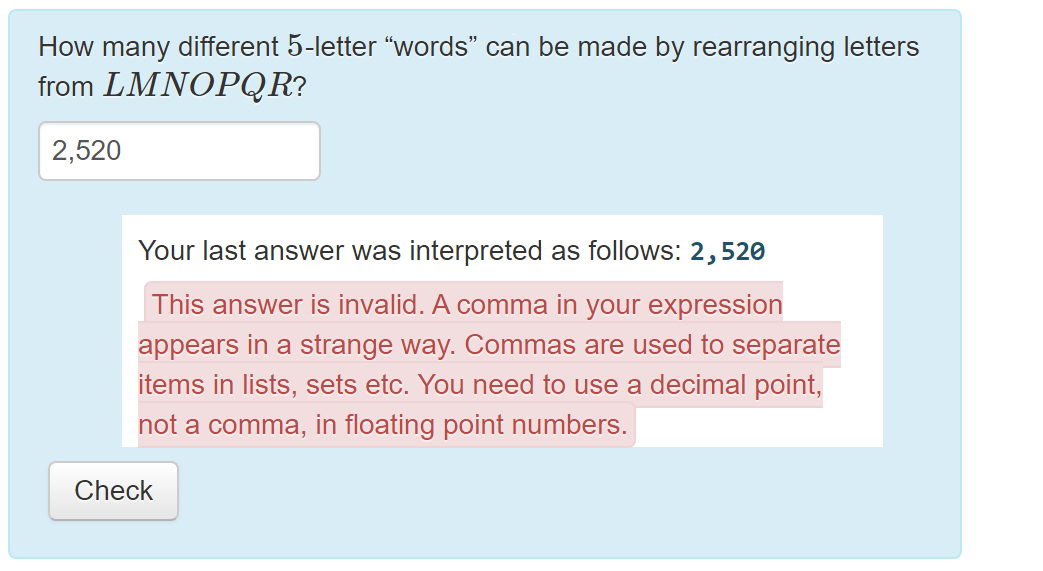 How many different 5-letter “words” can be made by rearranging letters
from LMNOPQR?
2,520
Your last answer was interpreted as follows: 2,520
This answer is invalid. A comma in your expression
appears in a strange way. Commas are used to separate
items in lists, sets etc. You need to use a decimal point,
not a comma, in floating point numbers.
Check